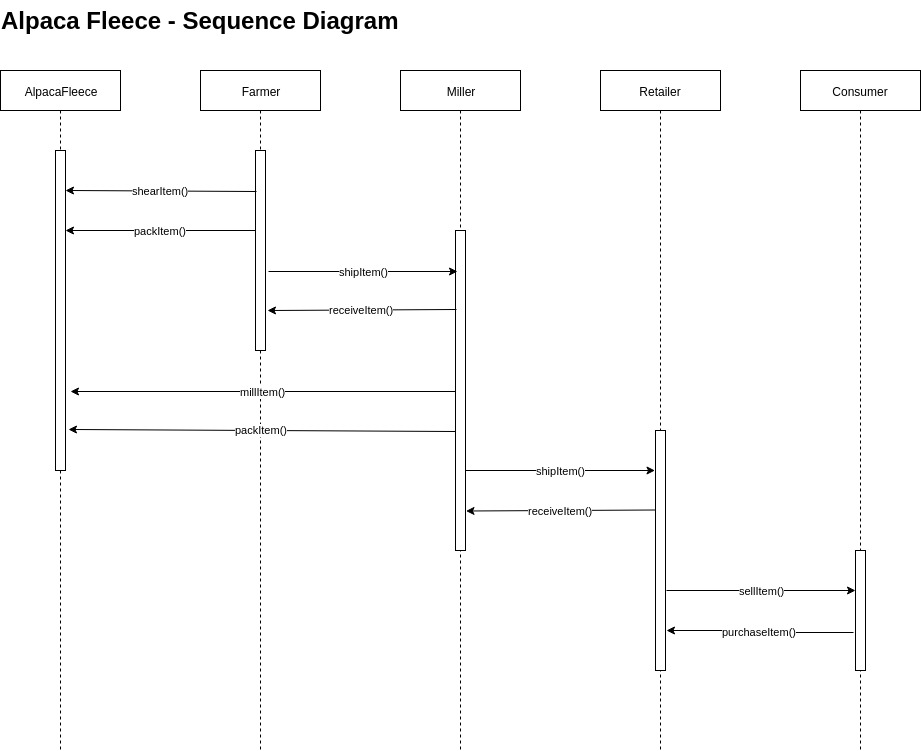 Alpaca Fleece - Sequence Diagram
AlpacaFleece
Farmer
Miller
Retailer
Consumer
shearItem()
packItem()
shipItem()
receiveItem()
millItem()
packItem()
shipItem()
receiveItem()
sellItem()
purchaseItem()